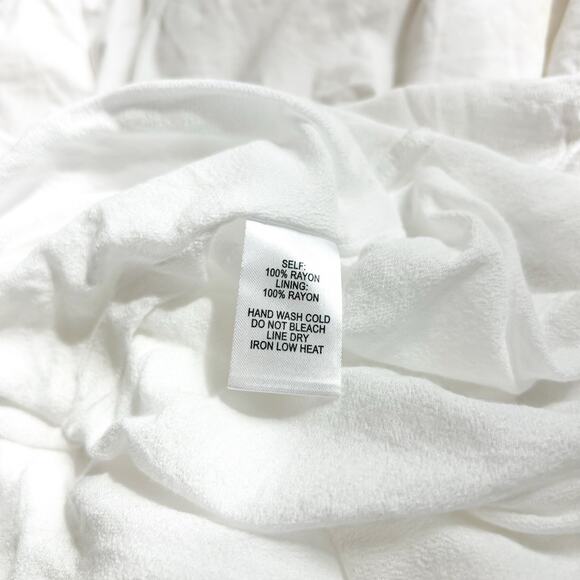 SELF:
100% RAYON
LINING:
100% RAYON
HAND WASH COLD
DO NOT BLEACH
LINE DRY
IRON LOW HEAT